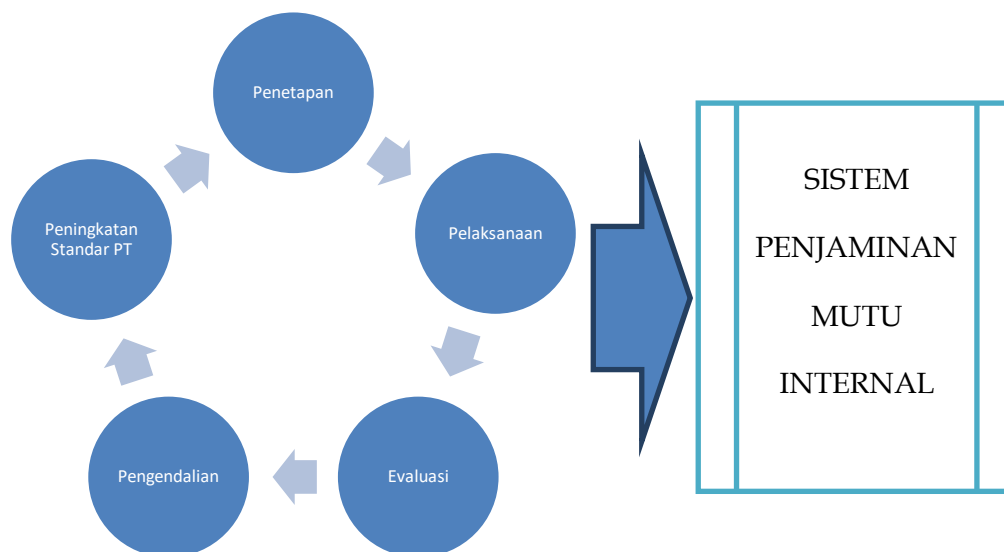 Penetapan
Pelaksanaan
Evaluasi
Pengendalian
Peningkatan
Standar PT
SISTEM
PENJAMINAN
MUTU
INTERNAL